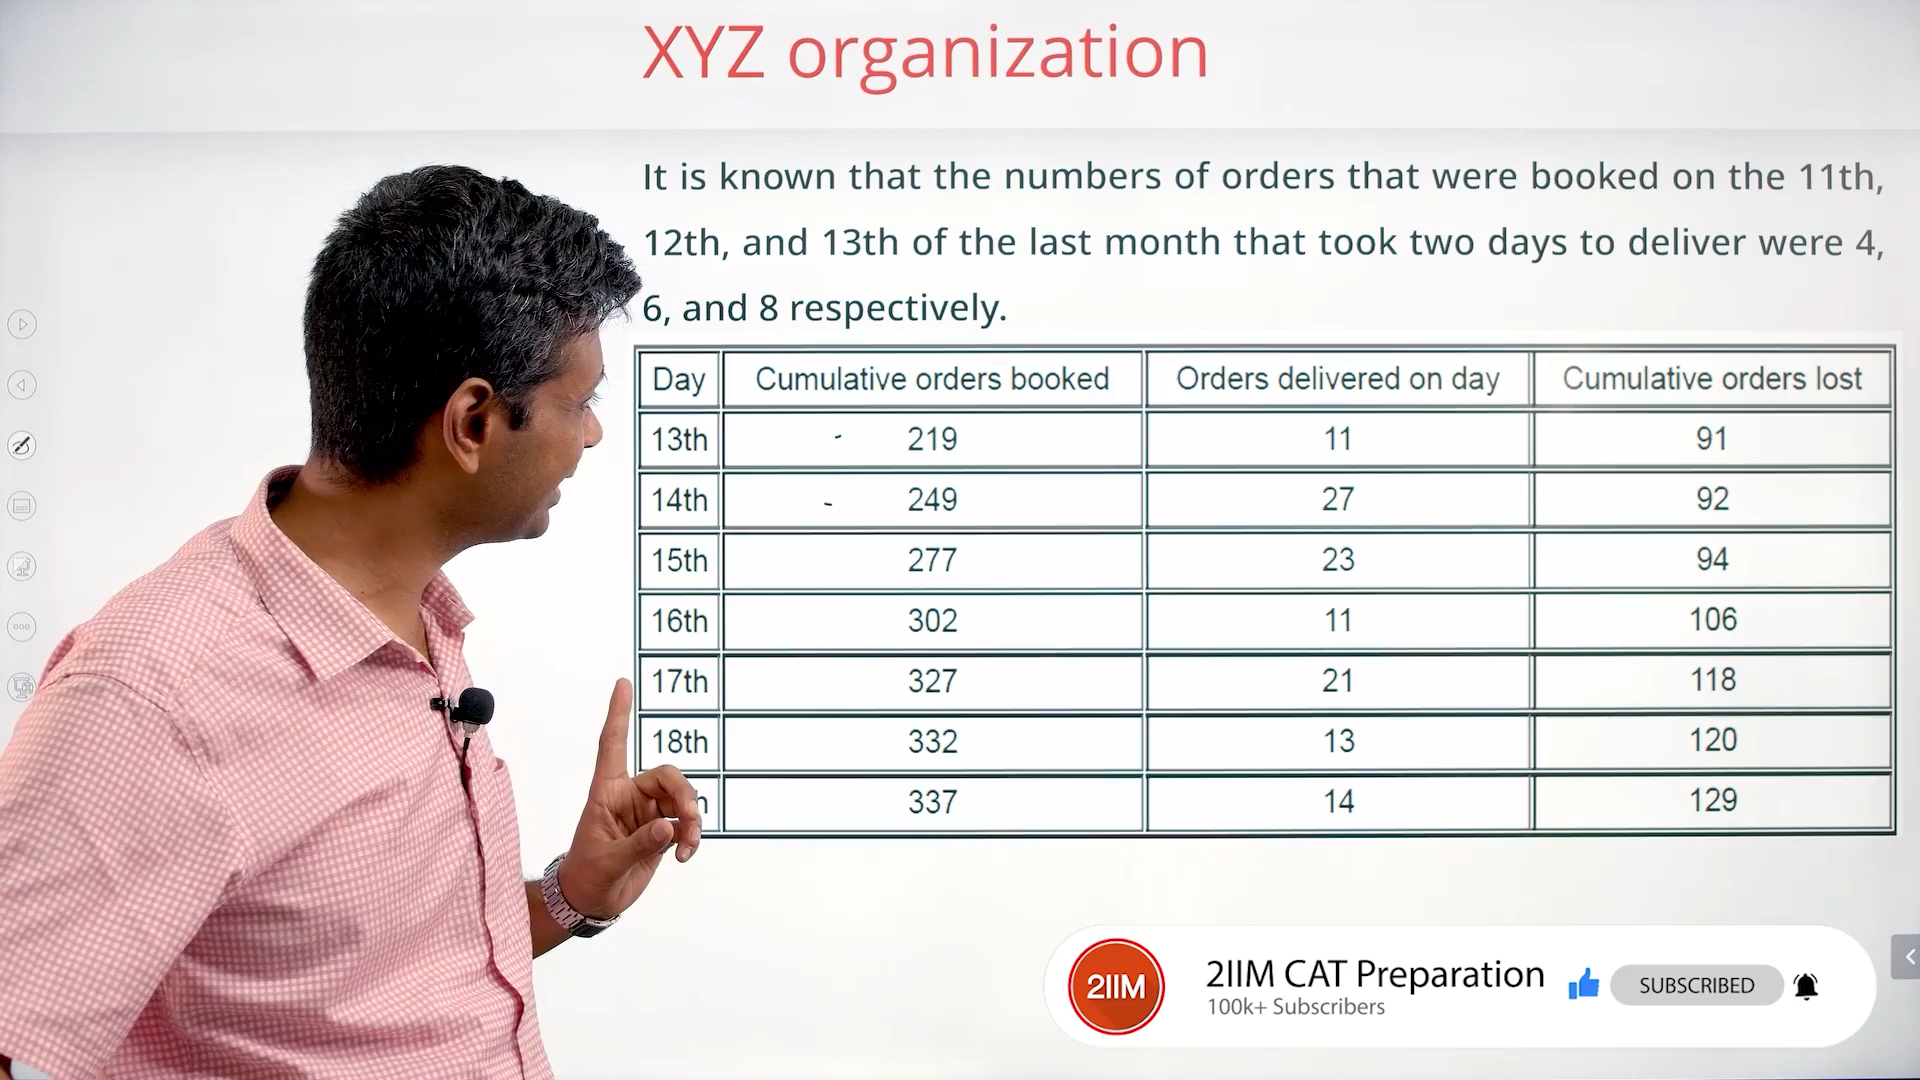 XYZ organization
It is known that the numbers of orders that were booked on the 11th,
12th, and 13th of the last month that took two days to deliver were 4,
6, and 8 respectively.
Day Cumulative orders booked Orders delivered on day Cumulative orders lost
13th 219 11 91
14th 249 27 92
15th 277 23 94
16th 302 11 106
17th 327 21 118
18th 332 13 120
h 337 14 129
2IIM
2IIM CAT Preparation
100k+ Subscribers
SUBSCRIBED